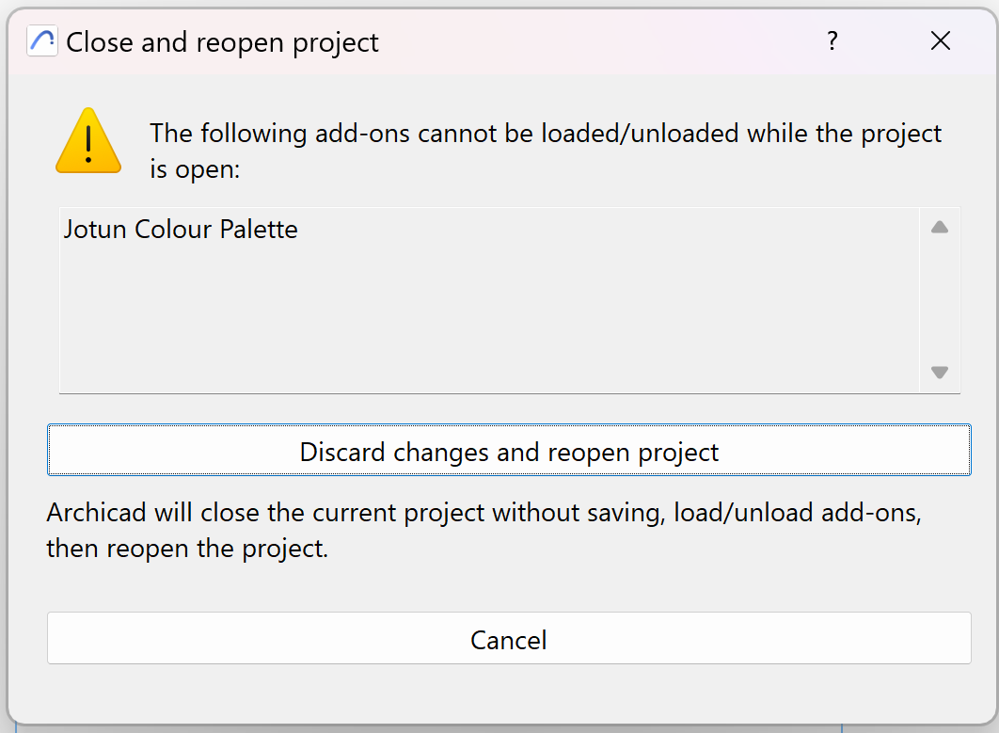 Close and reopen project
?
The following add-ons cannot be loaded/unloaded while the project
is open:
Jotun Colour Palette
Discard changes and reopen project
Archicad will close the current project without saving, load/unload add-ons,
then reopen the project.
Cancel